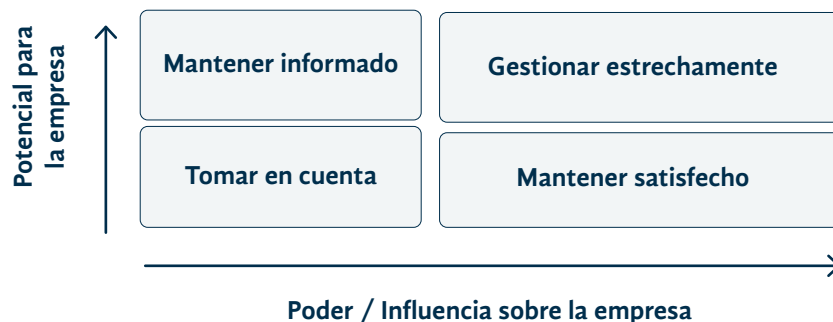 Potencial para
la empresa
Mantener informado
Gestionar estrechamente
Tomar en cuenta
Mantener satisfecho
Poder / Influencia sobre la empresa